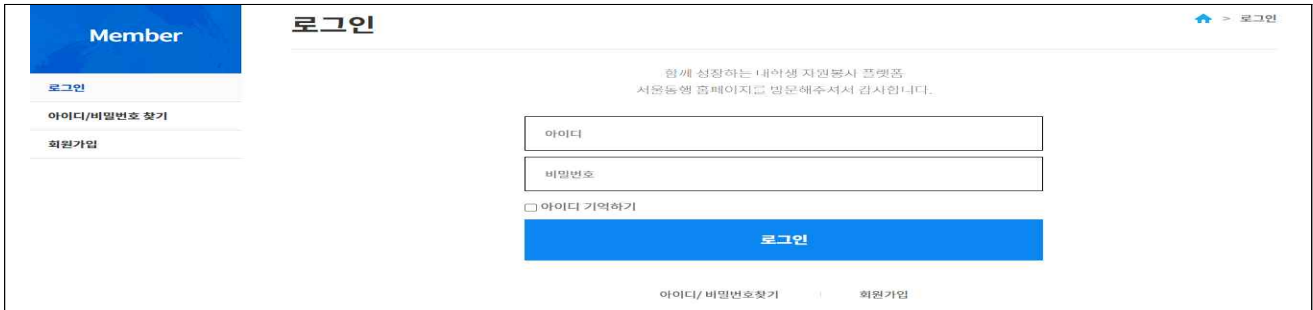 Member
로그인
아이디/비밀번호 찾기
회원가입
로그인
> 로그인
함께 성장하는 대학생 자원봉사 플랫폼
서울동행 홈페이지를 방문해주셔서 감사합니다.
아이디
비밀번호
아이디 기억하기
로그인
아이디/ 비밀번호찾기 | 회원가입